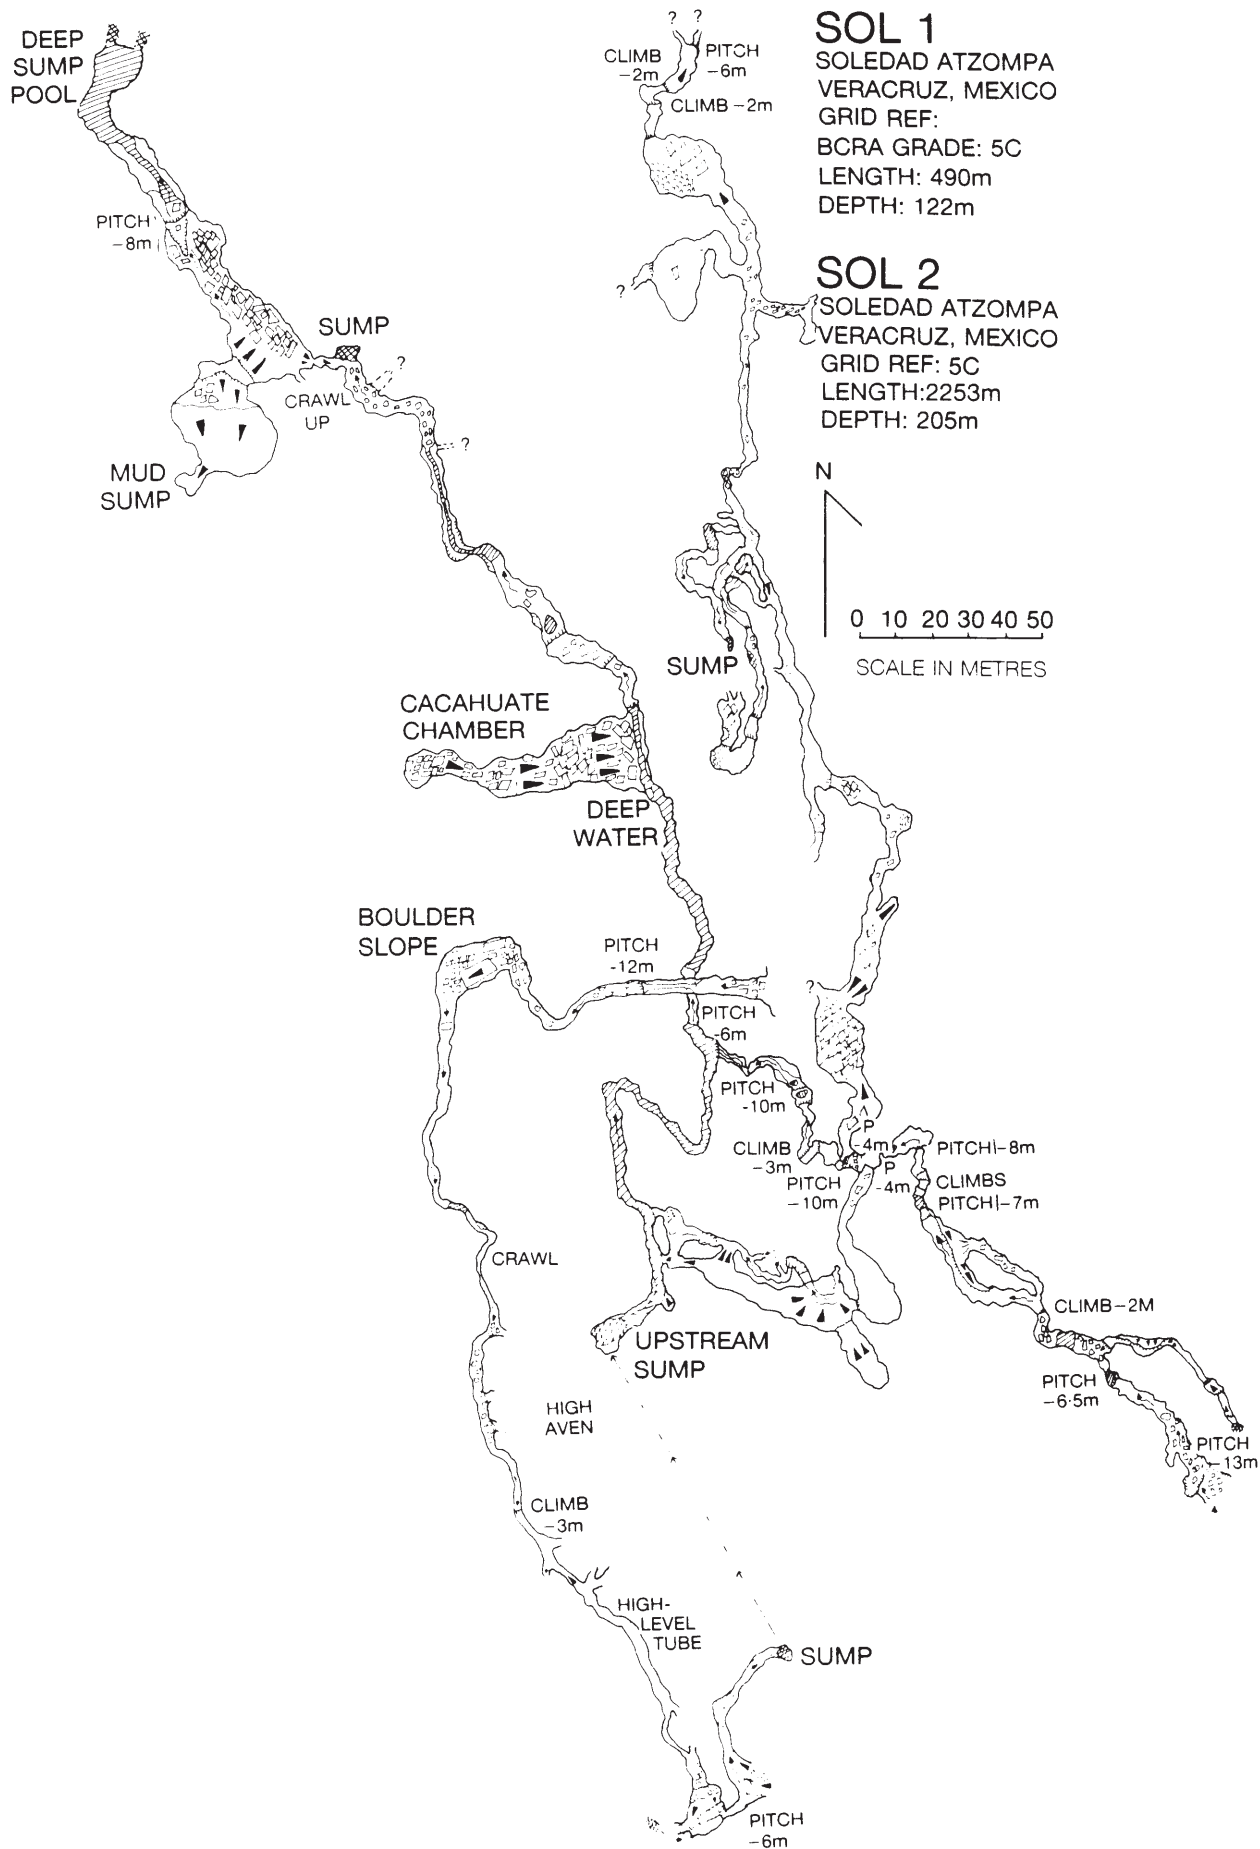 DEEP
SUMP
POOL
? ?
CLIMB
-2m
PITCH
-6m
CLIMB -2m
SOL 1
SOLEDAD ATZOMPA
VERACRUZ, MEXICO
GRID REF:
BCRA GRADE: 5C
LENGTH: 490m
DEPTH: 122m
PITCH
-8m
?
SOL 2
SOLEDAD ATZOMPA
VERACRUZ, MEXICO
GRID REF: 5C
LENGTH:2253m
DEPTH: 205m
SUMP
?
CRAWL
UP
?
MUD
SUMP
N
0 10 20 30 40 50
SCALE IN METRES
SUMP
CACAHUATE
CHAMBER
DEEP
WATER
BOULDER
SLOPE
PITCH
-12m
?
PITCH
-6m
PITCH
-10m
P
-4m
CLIMB
-3m
PITCH
-10m
P
-4m
PITCH -8m
CLIMBS
PITCH -7m
CRAWL
CLIMB-2M
UPSTREAM
SUMP
PITCH
-6·5m
HIGH
AVEN
PITCH
-13m
CLIMB
-3m
HIGH-
LEVEL
TUBE
SUMP
PITCH
-6m